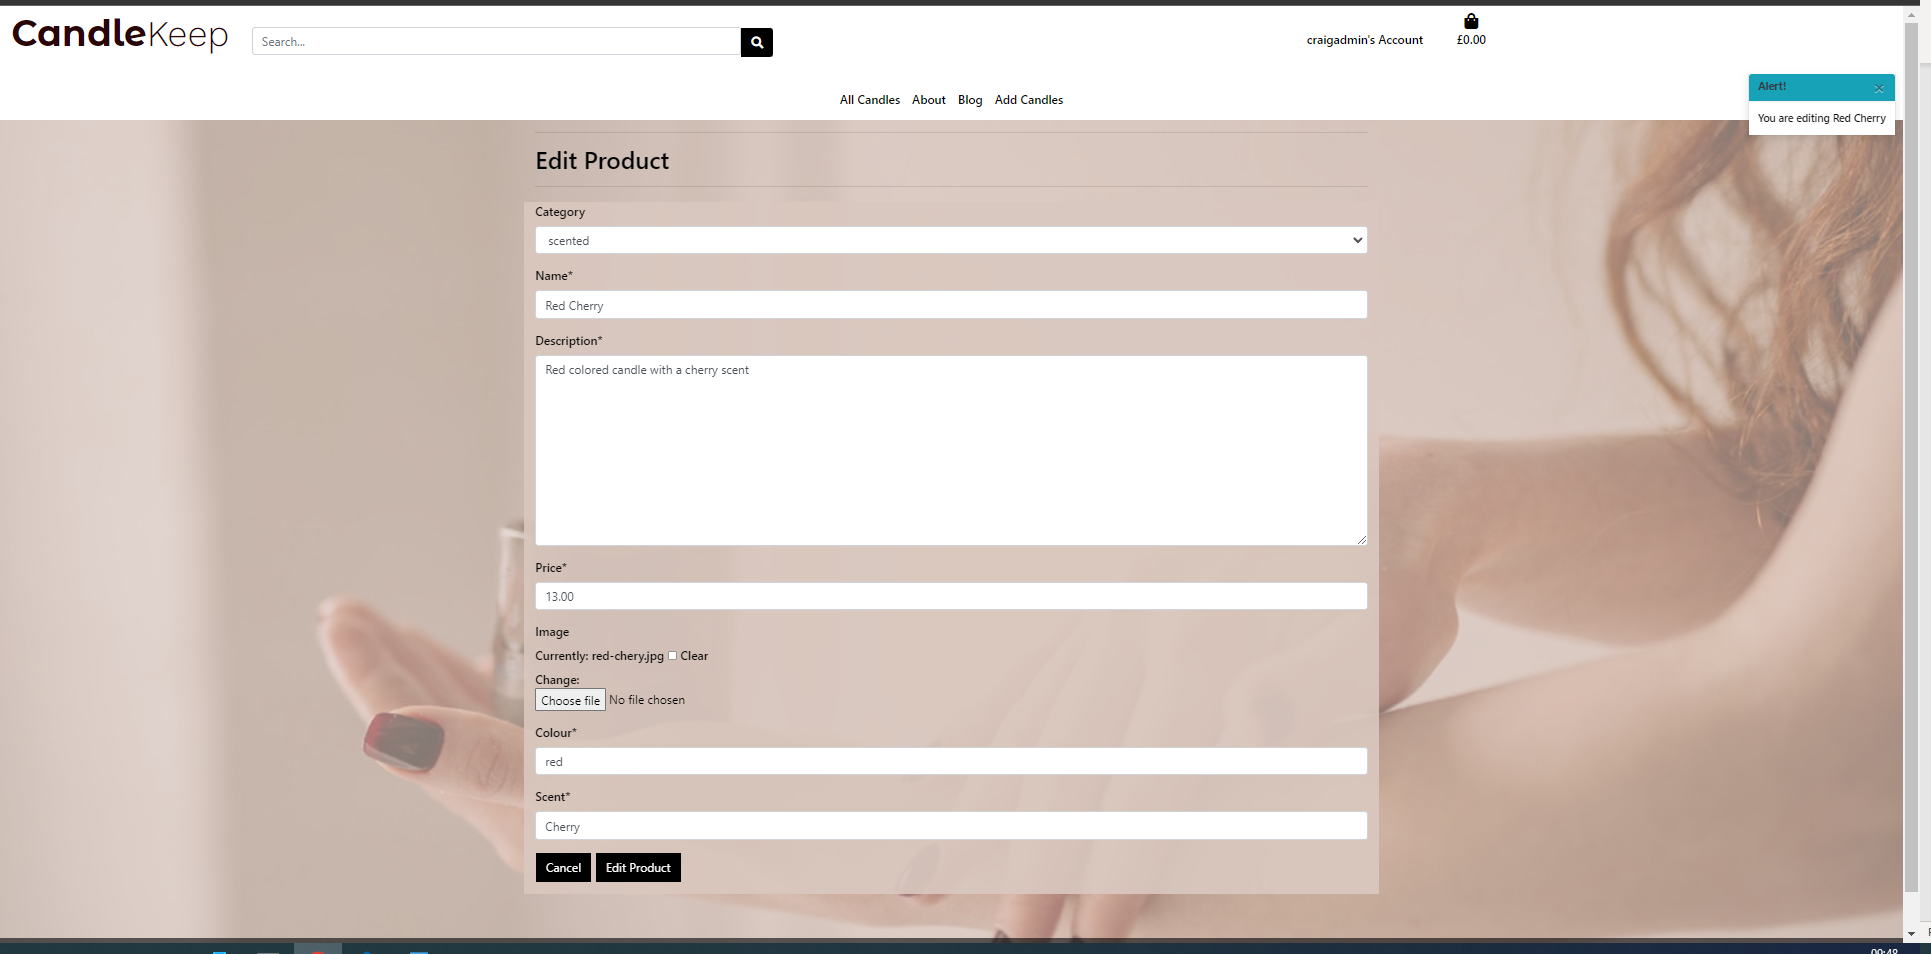 CandleKeep
Search...
craigadmin's Account
£0.00
All Candles About Blog Add Candles
Alert!
×
You are editing Red Cherry
Edit Product
Category
scented
Name*
Red Cherry
Description*
Red colored candle with a cherry scent
Price*
13.00
Image
Currently: red-chery.jpg Clear
Change:
Choose file No file chosen
Colour*
red
Scent*
Cherry
Cancel Edit Product